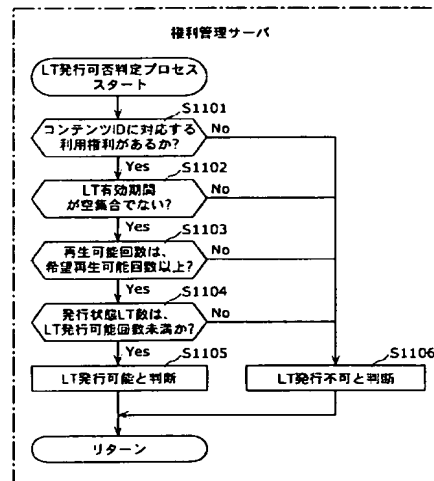 権利管理サーバ
LT発行可否判定プロセス
スタート
S1101
コンテンツIDに対応する
利用権利があるか?
No
Yes
S1102
LT有効期間
が空集合でない?
No
Yes
S1103
再生可能回数は、
希望再生可能回数以上?
No
Yes
S1104
発行状態LT数は、
LT発行可能回数未満か?
No
Yes
S1105
LT発行可能と判断
S1106
LT発行不可と判断
リターン